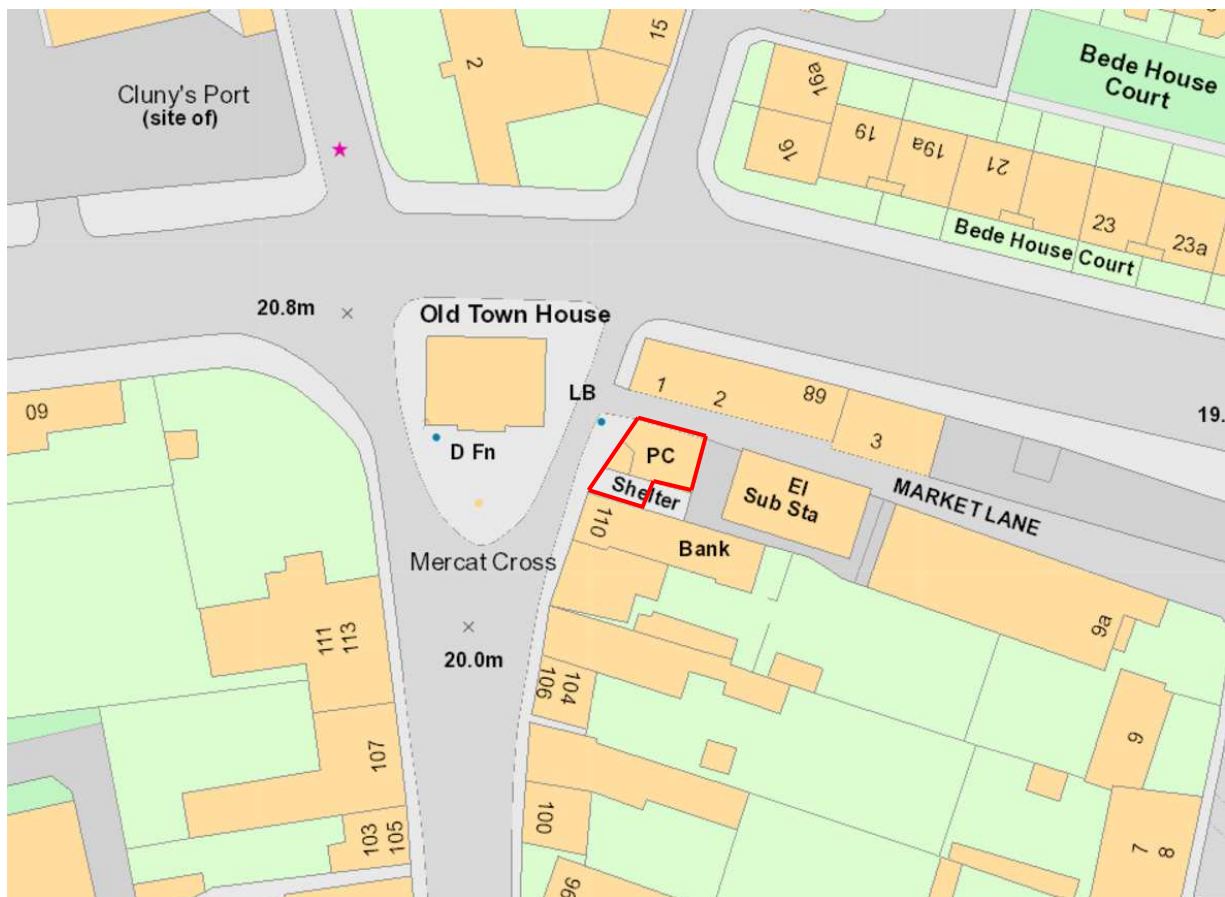 15
2
Cluny's Port
(site of)
Bede House
Court
16a
16
19
19a
21
23
23a
Bede House Court
20.8m
Old Town House
LB
D Fn
Mercat Cross
1
2
89
3
19.
PC
Shelter
El
Sub Sta
MARKET LANE
110
Bank
09
111
113
20.0m
106
104
9a
9
107
103
105
100
96
7
8